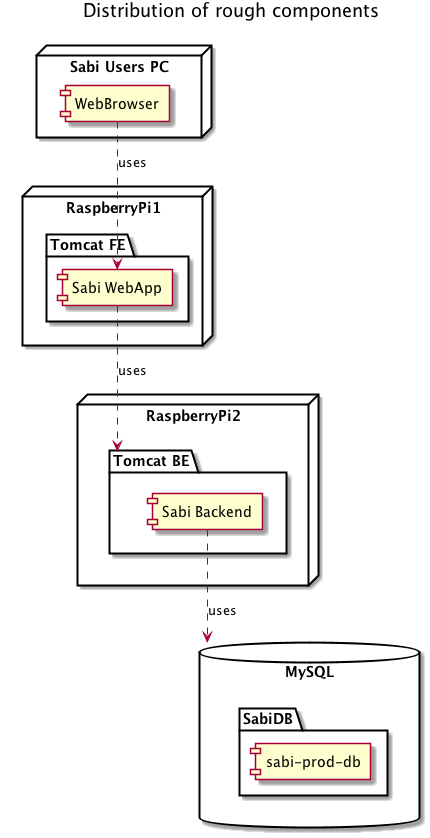 Distribution of rough components
Sabi Users PC
WebBrowser
uses
RaspberryPi1
Tomcat FE
Sabi WebApp
uses
RaspberryPi2
Tomcat BE
Sabi Backend
uses
MySQL
SabiDB
sabi-prod-db